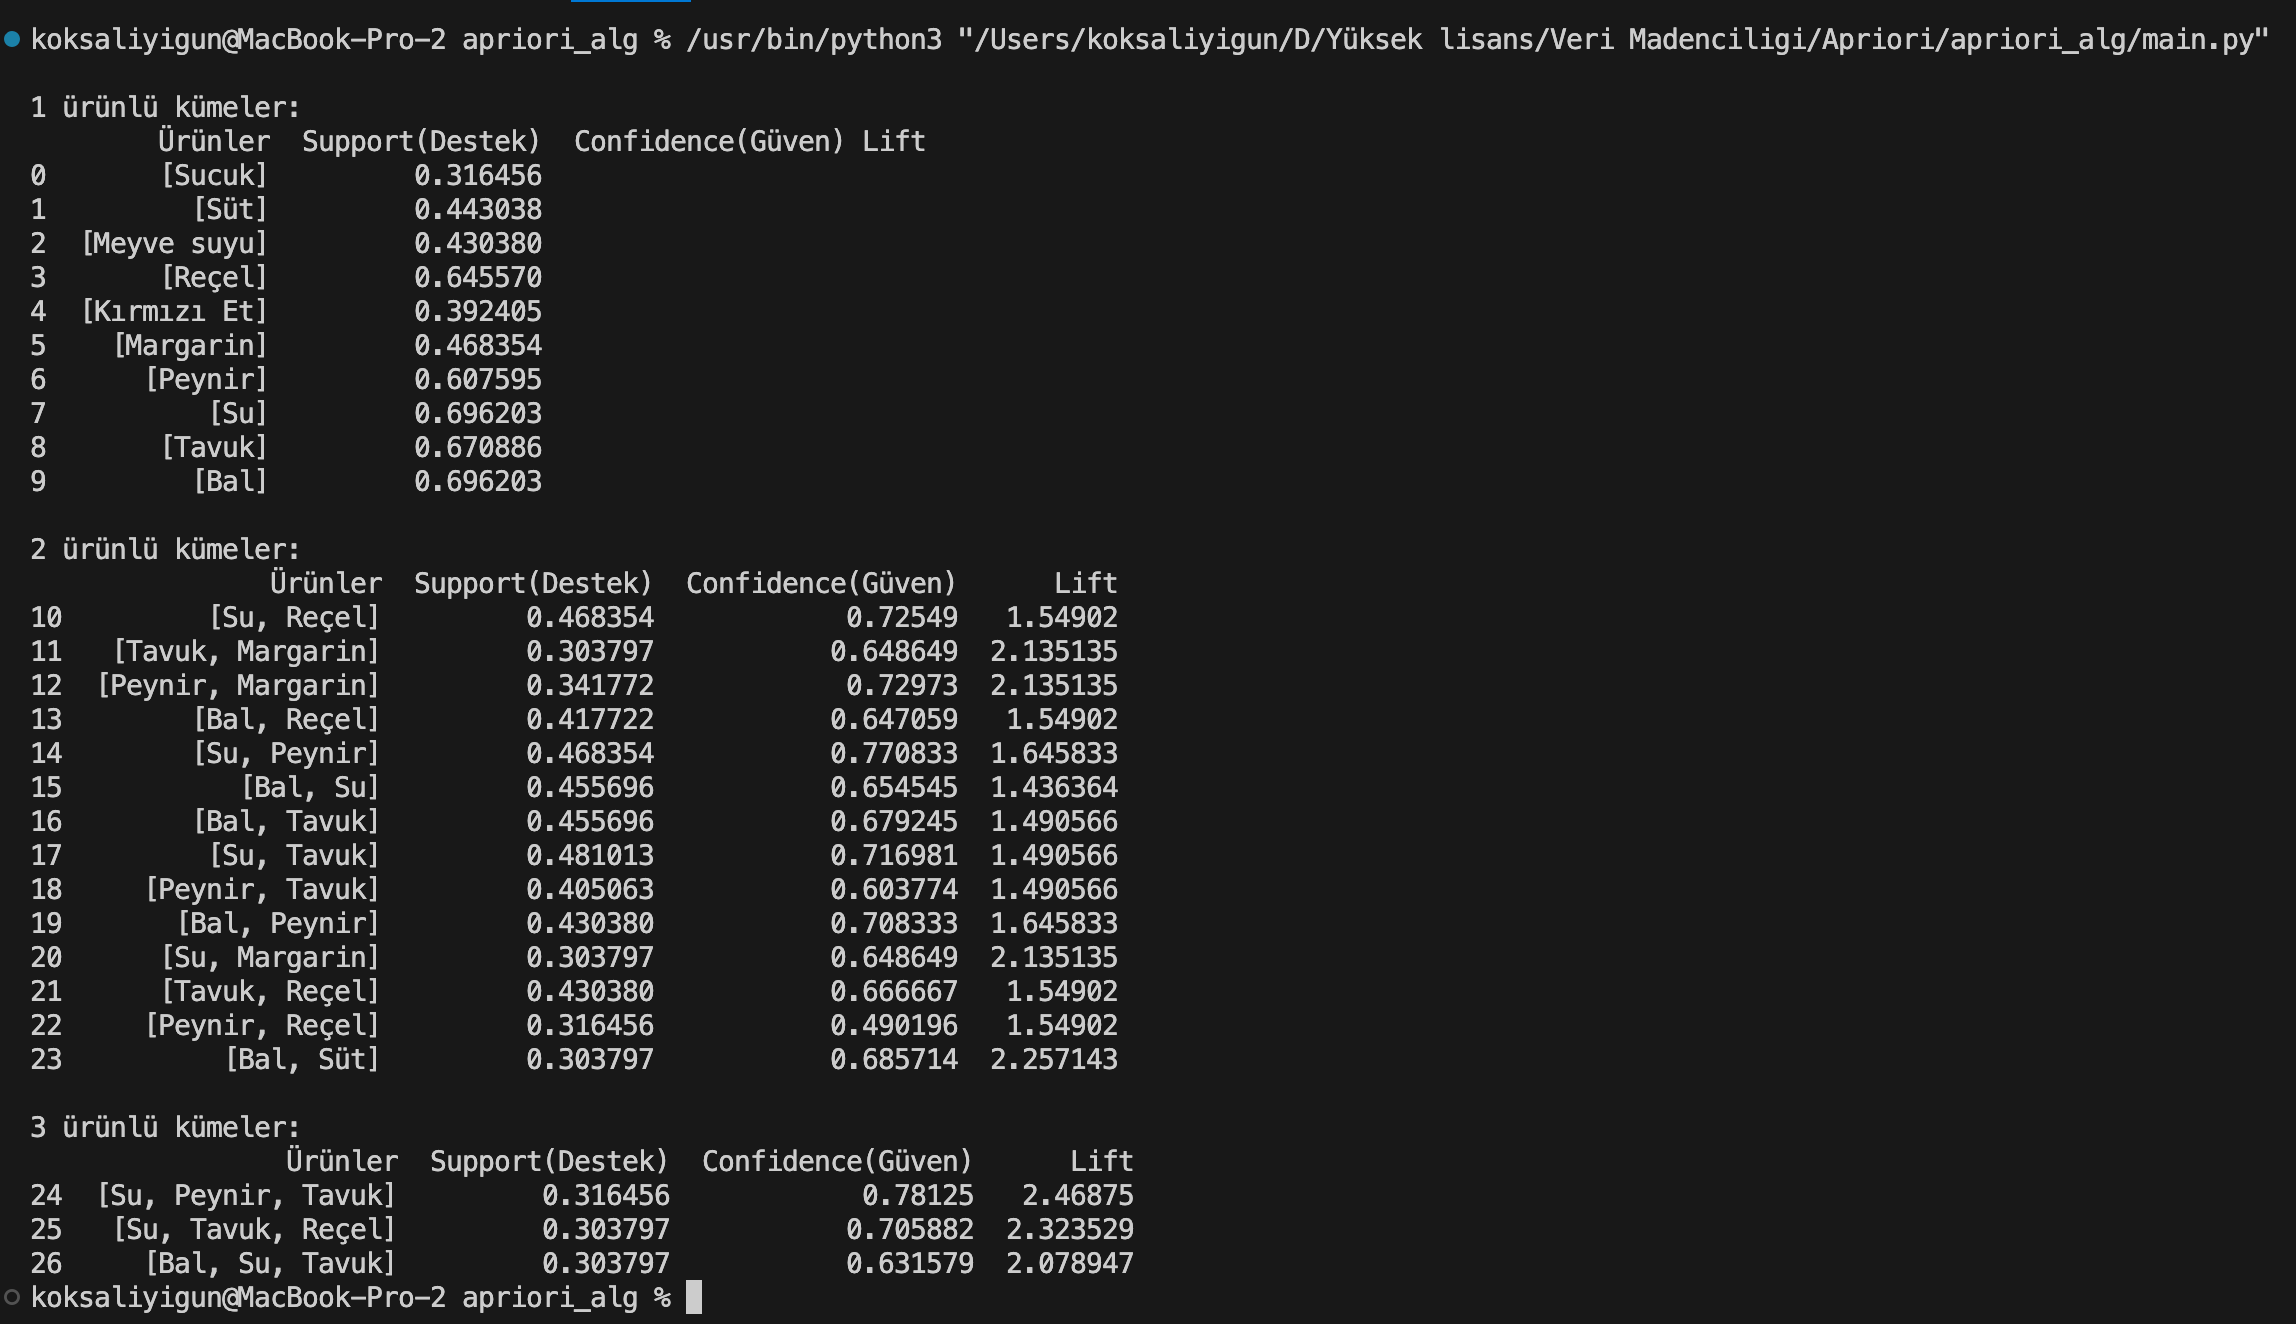 koksaliyigun@MacBook-Pro-2 apriori_alg % /usr/bin/python3 "/Users/koksaliyigun/D/Yüksek lisans/Veri Madenciligi/Apriori/apriori_alg/main.py"
1 ürünlü kümeler:
Ürünler Support(Destek) Confidence(Güven) Lift
0 [Sucuk] 0.316456
1 [Süt] 0.443038
2 [Meyve suyu] 0.430380
3 [Reçel] 0.645570
4 [Kırmızı Et] 0.392405
5 [Margarin] 0.468354
6 [Peynir] 0.607595
7 [Su] 0.696203
8 [Tavuk] 0.670886
9 [Bal] 0.696203
2 ürünlü kümeler:
Ürünler Support(Destek) Confidence(Güven) Lift
10 [Su, Reçel] 0.468354 0.72549 1.54902
11 [Tavuk, Margarin] 0.303797 0.648649 2.135135
12 [Peynir, Margarin] 0.341772 0.72973 2.135135
13 [Bal, Reçel] 0.417722 0.647059 1.54902
14 [Su, Peynir] 0.468354 0.770833 1.645833
15 [Bal, Su] 0.455696 0.654545 1.436364
16 [Bal, Tavuk] 0.455696 0.679245 1.490566
17 [Su, Tavuk] 0.481013 0.716981 1.490566
18 [Peynir, Tavuk] 0.405063 0.603774 1.490566
19 [Bal, Peynir] 0.430380 0.708333 1.645833
20 [Su, Margarin] 0.303797 0.648649 2.135135
21 [Tavuk, Reçel] 0.430380 0.666667 1.54902
22 [Peynir, Reçel] 0.316456 0.490196 1.54902
23 [Bal, Süt] 0.303797 0.685714 2.257143
3 ürünlü kümeler:
Ürünler Support(Destek) Confidence(Güven) Lift
24 [Su, Peynir, Tavuk] 0.316456 0.78125 2.46875
25 [Su, Tavuk, Reçel] 0.303797 0.705882 2.323529
26 [Bal, Su, Tavuk] 0.303797 0.631579 2.078947
koksaliyigun@MacBook-Pro-2 apriori_alg %